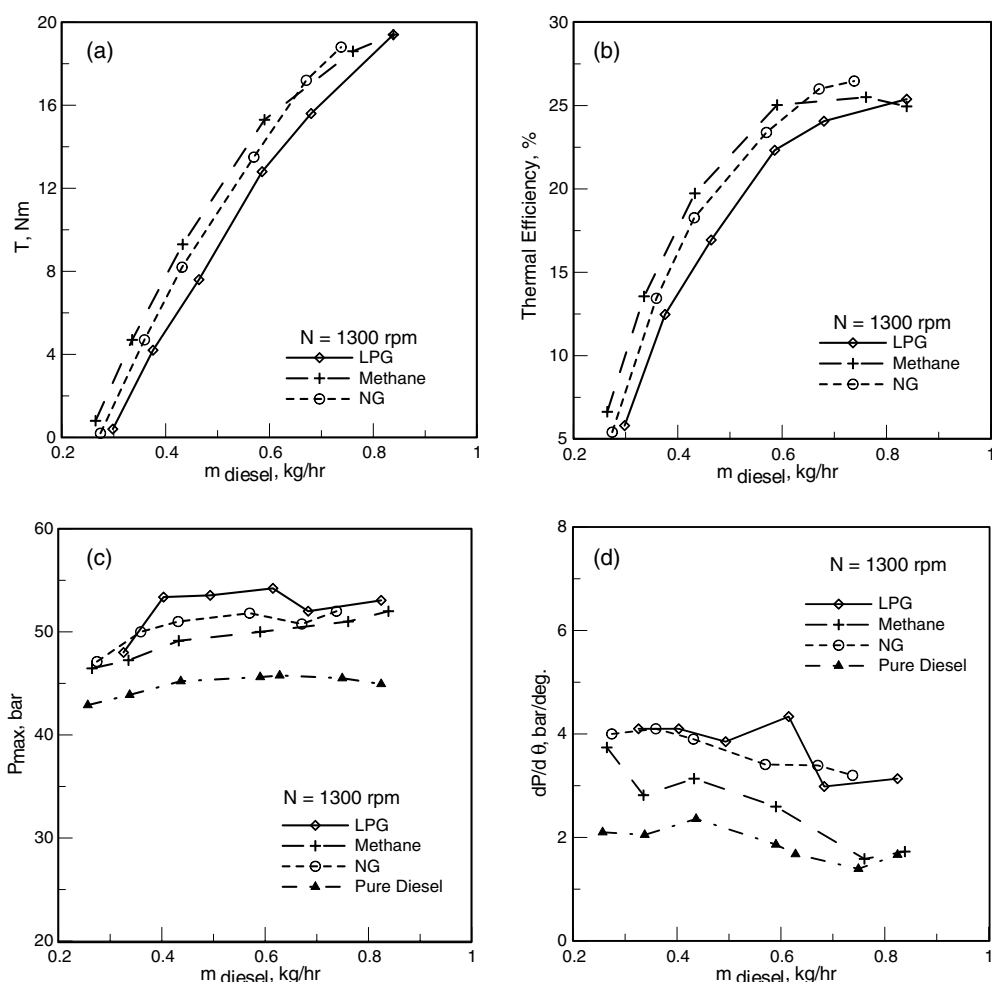 20
16
12
8
4
0
T, Nm
(a)
N = 1300 rpm
LPG
Methane
NG
0.2
0.4
0.6
0.8
1
m diesel, kg/hr
30
25
20
15
10
5
Thermal Efficiency, %
(b)
N = 1300 rpm
LPG
Methane
NG
0.2
0.4
0.6
0.8
1
m diesel, kg/hr
60
50
40
30
20
Pmax, bar
(c)
N = 1300 rpm
LPG
Methane
NG
Pure Diesel
0.2
0.4
0.6
0.8
1
m diesel, kg/hr
8
6
4
2
0
dP/d θ, bar/deg.
(d)
N = 1300 rpm
LPG
Methane
NG
Pure Diesel
0.2
0.4
0.6
0.8
1
m diesel, kg/hr